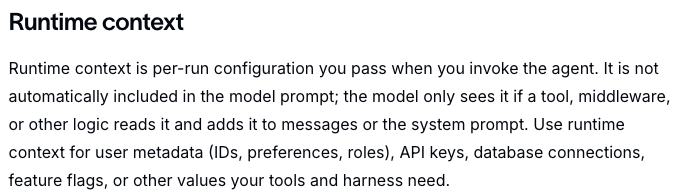 Runtime context
Runtime context is per-run configuration you pass when you invoke the agent. It is not
automatically included in the model prompt; the model only sees it if a tool, middleware,
or other logic reads it and adds it to messages or the system prompt. Use runtime
context for user metadata (IDs, preferences, roles), API keys, database connections,
feature flags, or other values your tools and harness need.